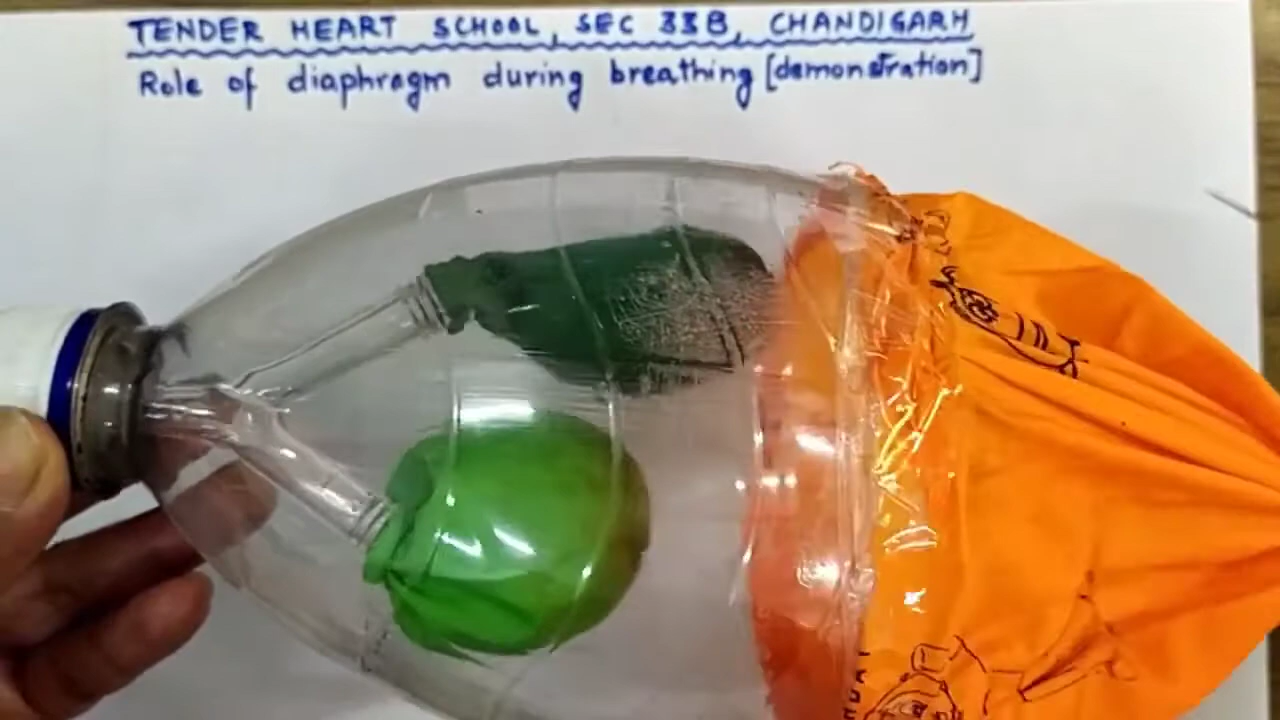 TENDER HEART SCHOOL, SEC 33B, CHANDIGARH
Role of diaphragm during breathing [demonstration]